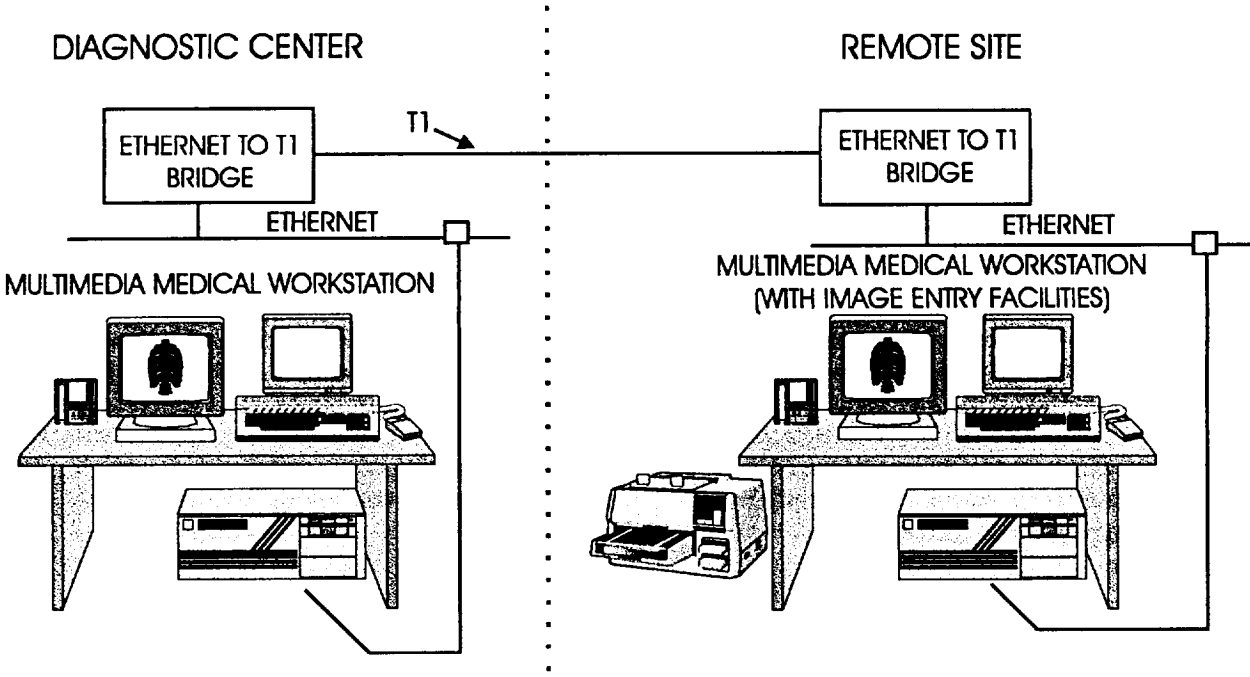 DIAGNOSTIC CENTER
ETHERNET TO T1
BRIDGE
T1
ETHERNET
MULTIMEDIA MEDICAL WORKSTATION
REMOTE SITE
ETHERNET TO T1
BRIDGE
ETHERNET
MULTIMEDIA MEDICAL WORKSTATION
(WITH IMAGE ENTRY FACILITIES)